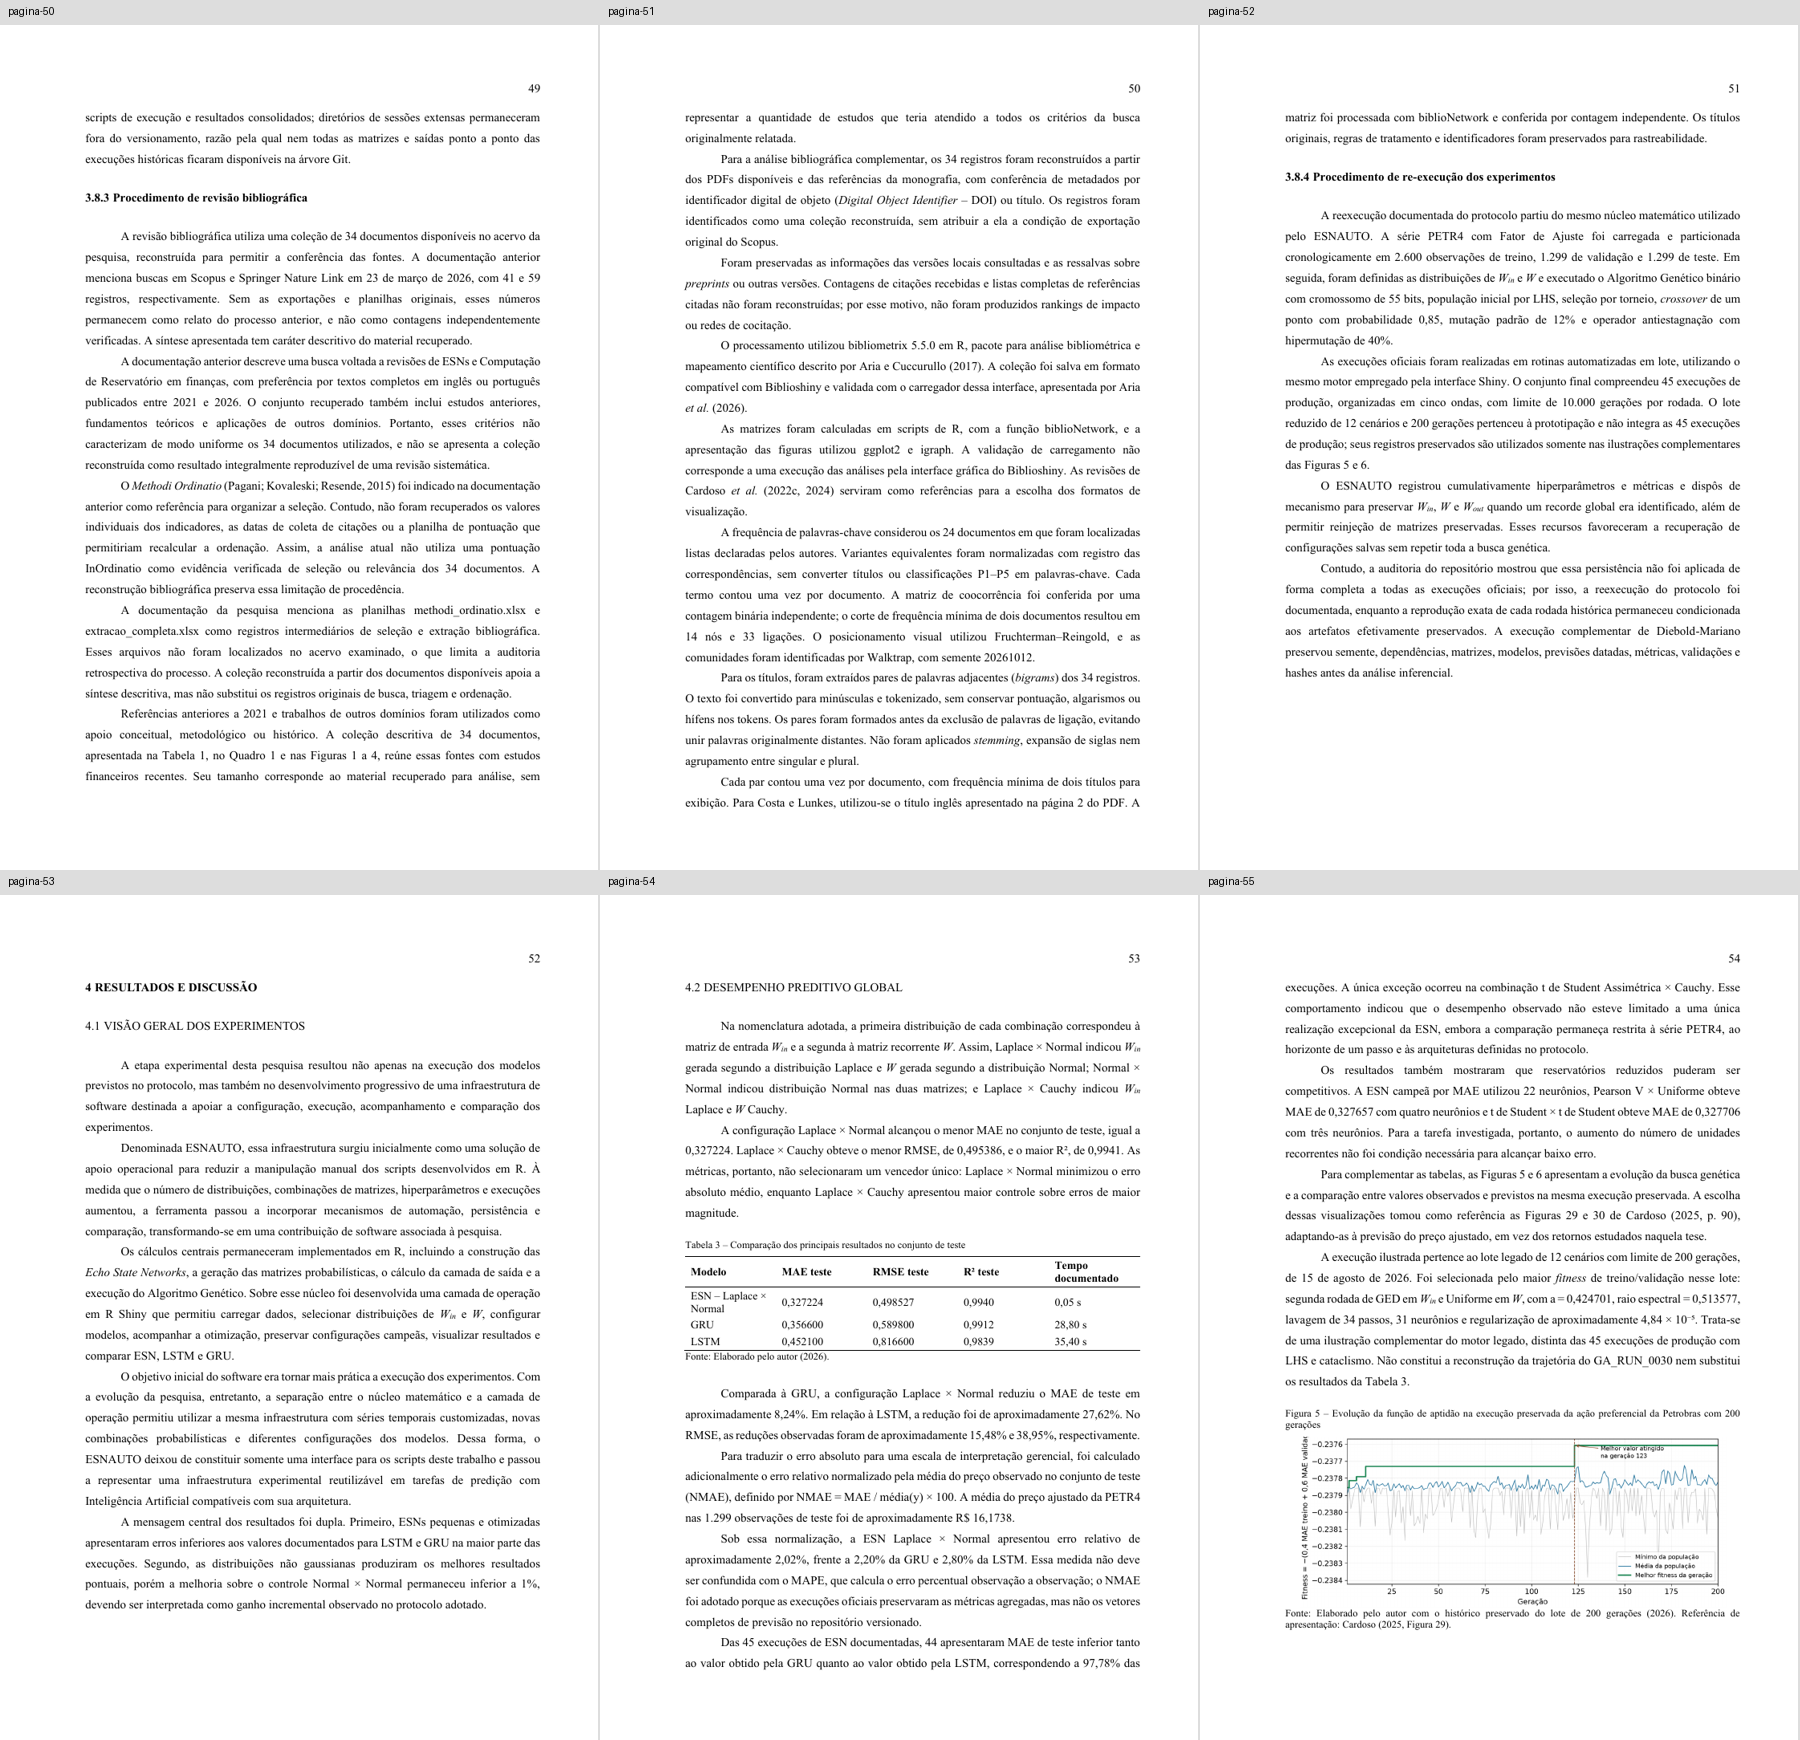 pagina-50
49
scripts de execução e resultados consolidados; diretórios de sessões extensas permaneceram
fora do versionamento, razão pela qual nem todas as matrizes e saídas ponto a ponto das
execuções históricas ficaram disponíveis na árvore Git.
3.8.3 Procedimento de revisão bibliográfica
A revisão bibliográfica utiliza uma coleção de 34 documentos disponíveis no acervo da
pesquisa, reconstruída para permitir a conferência das fontes. A documentação anterior
menciona buscas em Scopus e Springer Nature Link em 23 de março de 2026, com 41 e 59
registros, respectivamente. Sem as exportações e planilhas originais, esses números
permanecem como relato do processo anterior, e não como contagens independentemente
verificadas. A síntese apresentada tem caráter descritivo do material recuperado.
A documentação anterior descreve uma busca voltada a revisões de ESNs e Computação
de Reservatório em finanças, com preferência por textos completos em inglês ou português
publicados entre 2021 e 2026. O conjunto recuperado também inclui estudos anteriores,
fundamentos teóricos e aplicações de outros domínios. Portanto, esses critérios não
caracterizam de modo uniforme os 34 documentos utilizados, e não se apresenta a coleção
reconstruída como resultado integralmente reproduzível de uma revisão sistemática.
O Methodi Ordinatio (Pagani; Kovaleski; Resende, 2015) foi indicado na documentação
anterior como referência para organizar a seleção. Contudo, não foram recuperados os valores
individuais dos indicadores, as datas de coleta de citações ou a planilha de pontuação que
permitiriam recalcular a ordenação. Assim, a análise atual não utiliza uma pontuação
InOrdinatio como evidência verificada de seleção ou relevância dos 34 documentos. A
reconstrução bibliográfica preserva essa limitação de procedência.
A documentação da pesquisa menciona as planilhas methodi_ordinatio.xlsx e
extracao_completa.xlsx como registros intermediários de seleção e extração bibliográfica.
Esses arquivos não foram localizados no acervo examinado, o que limita a auditoria
retrospectiva do processo. A coleção reconstruída a partir dos documentos disponíveis apoia a
síntese descritiva, mas não substitui os registros originais de busca, triagem e ordenação.
Referências anteriores a 2021 e trabalhos de outros domínios foram utilizados como
apoio conceitual, metodológico ou histórico. A coleção descritiva de 34 documentos,
apresentada na Tabela 1, no Quadro 1 e nas Figuras 1 a 4, reúne essas fontes com estudos
financeiros recentes. Seu tamanho corresponde ao material recuperado para análise, sem
pagina-51
50
representar a quantidade de estudos que teria atendido a todos os critérios da busca
originalmente relatada.
Para a análise bibliográfica complementar, os 34 registros foram reconstruídos a partir
dos PDFs disponíveis e das referências da monografia, com conferência de metadados por
identificador digital de objeto (Digital Object Identifier – DOI) ou título. Os registros foram
identificados como uma coleção reconstruída, sem atribuir a ela a condição de exportação
original do Scopus.
Foram preservadas as informações das versões locais consultadas e as ressalvas sobre
preprints ou outras versões. Contagens de citações recebidas e listas completas de referências
citadas não foram reconstruídas; por esse motivo, não foram produzidos rankings de impacto
ou redes de cocitação.
O processamento utilizou bibliometrix 5.5.0 em R, pacote para análise bibliométrica e
mapeamento científico descrito por Aria e Cuccurullo (2017). A coleção foi salva em formato
compatível com Biblioshiny e validada com o carregador dessa interface, apresentada por Aria
et al. (2026).
As matrizes foram calculadas em scripts de R, com a função biblioNetwork, e a
apresentação das figuras utilizou ggplot2 e igraph. A validação de carregamento não
corresponde a uma execução das análises pela interface gráfica do Biblioshiny. As revisões de
Cardoso et al. (2022c, 2024) serviram como referências para a escolha dos formatos de
visualização.
A frequência de palavras-chave considerou os 24 documentos em que foram localizadas
listas declaradas pelos autores. Variantes equivalentes foram normalizadas com registro das
correspondências, sem converter títulos ou classificações P1–P5 em palavras-chave. Cada
termo contou uma vez por documento. A matriz de coocorrência foi conferida por uma
contagem binária independente; o corte de frequência mínima de dois documentos resultou em
14 nós e 33 ligações. O posicionamento visual utilizou Fruchterman–Reingold, e as
comunidades foram identificadas por Walktrap, com semente 20261012.
Para os títulos, foram extraídos pares de palavras adjacentes (bigrams) dos 34 registros.
O texto foi convertido para minúsculas e tokenizado, sem conservar pontuação, algarismos ou
hífens nos tokens. Os pares foram formados antes da exclusão de palavras de ligação, evitando
unir palavras originalmente distantes. Não foram aplicados stemming, expansão de siglas nem
agrupamento entre singular e plural.
Cada par contou uma vez por documento, com frequência mínima de dois títulos para
exibição. Para Costa e Lunkes, utilizou-se o título inglês apresentado na página 2 do PDF. A
pagina-52
51
matriz foi processada com biblioNetwork e conferida por contagem independente. Os títulos
originais, regras de tratamento e identificadores foram preservados para rastreabilidade.
3.8.4 Procedimento de re-execução dos experimentos
A reexecução documentada do protocolo partiu do mesmo núcleo matemático utilizado
pelo ESNAUTO. A série PETR4 com Fator de Ajuste foi carregada e particionada
cronologicamente em 2.600 observações de treino, 1.299 de validação e 1.299 de teste. Em
seguida, foram definidas as distribuições de Win e W e executado o Algoritmo Genético binário
com cromossomo de 55 bits, população inicial por LHS, seleção por torneio, crossover de um
ponto com probabilidade 0,85, mutação padrão de 12% e operador antiestagnação com
hipermutação de 40%.
As execuções oficiais foram realizadas em rotinas automatizadas em lote, utilizando o
mesmo motor empregado pela interface Shiny. O conjunto final compreendeu 45 execuções de
produção, organizadas em cinco ondas, com limite de 10.000 gerações por rodada. O lote
reduzido de 12 cenários e 200 gerações pertenceu à prototipação e não integra as 45 execuções
de produção; seus registros preservados são utilizados somente nas ilustrações complementares
das Figuras 5 e 6.
O ESNAUTO registrou cumulativamente hiperparâmetros e métricas e dispôs de
mecanismo para preservar Win, W e Wout quando um recorde global era identificado, além de
permitir reinjeção de matrizes preservadas. Esses recursos favoreceram a recuperação de
configurações salvas sem repetir toda a busca genética.
Contudo, a auditoria do repositório mostrou que essa persistência não foi aplicada de
forma completa a todas as execuções oficiais; por isso, a reexecução do protocolo foi
documentada, enquanto a reprodução exata de cada rodada histórica permaneceu condicionada
aos artefatos efetivamente preservados. A execução complementar de Diebold-Mariano
preservou semente, dependências, matrizes, modelos, previsões datadas, métricas, validações e
hashes antes da análise inferencial.
pagina-53
52
4 RESULTADOS E DISCUSSÃO
4.1 VISÃO GERAL DOS EXPERIMENTOS
A etapa experimental desta pesquisa resultou não apenas na execução dos modelos
previstos no protocolo, mas também no desenvolvimento progressivo de uma infraestrutura de
software destinada a apoiar a configuração, execução, acompanhamento e comparação dos
experimentos.
Denominada ESNAUTO, essa infraestrutura surgiu inicialmente como uma solução de
apoio operacional para reduzir a manipulação manual dos scripts desenvolvidos em R. À
medida que o número de distribuições, combinações de matrizes, hiperparâmetros e execuções
aumentou, a ferramenta passou a incorporar mecanismos de automação, persistência e
comparação, transformando-se em uma contribuição de software associada à pesquisa.
Os cálculos centrais permaneceram implementados em R, incluindo a construção das
Echo State Networks, a geração das matrizes probabilísticas, o cálculo da camada de saída e a
execução do Algoritmo Genético. Sobre esse núcleo foi desenvolvida uma camada de operação
em R Shiny que permitiu carregar dados, selecionar distribuições de Win e W, configurar
modelos, acompanhar a otimização, preservar configurações campeãs, visualizar resultados e
comparar ESN, LSTM e GRU.
O objetivo inicial do software era tornar mais prática a execução dos experimentos. Com
a evolução da pesquisa, entretanto, a separação entre o núcleo matemático e a camada de
operação permitiu utilizar a mesma infraestrutura com séries temporais customizadas, novas
combinações probabilísticas e diferentes configurações dos modelos. Dessa forma, o
ESNAUTO deixou de constituir somente uma interface para os scripts deste trabalho e passou
a representar uma infraestrutura experimental reutilizável em tarefas de predição com
Inteligência Artificial compatíveis com sua arquitetura.
A mensagem central dos resultados foi dupla. Primeiro, ESNs pequenas e otimizadas
apresentaram erros inferiores aos valores documentados para LSTM e GRU na maior parte das
execuções. Segundo, as distribuições não gaussianas produziram os melhores resultados
pontuais, porém a melhoria sobre o controle Normal × Normal permaneceu inferior a 1%,
devendo ser interpretada como ganho incremental observado no protocolo adotado.
pagina-54
53
4.2 DESEMPENHO PREDITIVO GLOBAL
Na nomenclatura adotada, a primeira distribuição de cada combinação correspondeu à
matriz de entrada Win e a segunda à matriz recorrente W. Assim, Laplace × Normal indicou Win
gerada segundo a distribuição Laplace e W gerada segundo a distribuição Normal; Normal ×
Normal indicou distribuição Normal nas duas matrizes; e Laplace × Cauchy indicou Win
Laplace e W Cauchy.
A configuração Laplace × Normal alcançou o menor MAE no conjunto de teste, igual a
0,327224. Laplace × Cauchy obteve o menor RMSE, de 0,495386, e o maior R², de 0,9941. As
métricas, portanto, não selecionaram um vencedor único: Laplace × Normal minimizou o erro
absoluto médio, enquanto Laplace × Cauchy apresentou maior controle sobre erros de maior
magnitude.
Tabela 3 – Comparação dos principais resultados no conjunto de teste
Modelo MAE teste RMSE teste R² teste Tempo documentado
ESN – Laplace × Normal 0,327224 0,498527 0,9940 0,05 s
GRU 0,356600 0,589800 0,9912 28,80 s
LSTM 0,452100 0,816600 0,9839 35,40 s
Fonte: Elaborado pelo autor (2026).
Comparada à GRU, a configuração Laplace × Normal reduziu o MAE de teste em
aproximadamente 8,24%. Em relação à LSTM, a redução foi de aproximadamente 27,62%. No
RMSE, as reduções observadas foram de aproximadamente 15,48% e 38,95%, respectivamente.
Para traduzir o erro absoluto para uma escala de interpretação gerencial, foi calculado
adicionalmente o erro relativo normalizado pela média do preço observado no conjunto de teste
(NMAE), definido por NMAE = MAE / média(y) × 100. A média do preço ajustado da PETR4
nas 1.299 observações de teste foi de aproximadamente R$ 16,1738.
Sob essa normalização, a ESN Laplace × Normal apresentou erro relativo de
aproximadamente 2,02%, frente a 2,20% da GRU e 2,80% da LSTM. Essa medida não deve
ser confundida com o MAPE, que calcula o erro percentual observação a observação; o NMAE
foi adotado porque as execuções oficiais preservaram as métricas agregadas, mas não os vetores
completos de previsão no repositório versionado.
Das 45 execuções de ESN documentadas, 44 apresentaram MAE de teste inferior tanto
ao valor obtido pela GRU quanto ao valor obtido pela LSTM, correspondendo a 97,78% das
pagina-55
54
execuções. A única exceção ocorreu na combinação t de Student Assimétrica × Cauchy. Esse
comportamento indicou que o desempenho observado não esteve limitado a uma única
realização excepcional da ESN, embora a comparação permaneça restrita à série PETR4, ao
horizonte de um passo e às arquiteturas definidas no protocolo.
Os resultados também mostraram que reservatórios reduzidos puderam ser
competitivos. A ESN campeã por MAE utilizou 22 neurônios, Pearson V × Uniforme obteve
MAE de 0,327657 com quatro neurônios e t de Student × t de Student obteve MAE de 0,327706
com três neurônios. Para a tarefa investigada, portanto, o aumento do número de unidades
recorrentes não foi condição necessária para alcançar baixo erro.
Para complementar as tabelas, as Figuras 5 e 6 apresentam a evolução da busca genética
e a comparação entre valores observados e previstos na mesma execução preservada. A escolha
dessas visualizações tomou como referência as Figuras 29 e 30 de Cardoso (2025, p. 90),
adaptando-as à previsão do preço ajustado, em vez dos retornos estudados naquela tese.
A execução ilustrada pertence ao lote legado de 12 cenários com limite de 200 gerações,
de 15 de agosto de 2026. Foi selecionada pelo maior fitness de treino/validação nesse lote:
segunda rodada de GED em Win e Uniforme em W, com a = 0,424701, raio espectral = 0,513577,
lavagem de 34 passos, 31 neurônios e regularização de aproximadamente 4,84 × 10⁻⁵. Trata-se
de uma ilustração complementar do motor legado, distinta das 45 execuções de produção com
LHS e cataclismo. Não constitui a reconstrução da trajetória do GA_RUN_0030 nem substitui
os resultados da Tabela 3.
Figura 5 – Evolução da função de aptidão na execução preservada da ação preferencial da Petrobras com 200
gerações
Fitness = −(0,4 MAE treino + 0,6 MAE validaç
−0.2376
−0.2377
−0.2378
−0.2379
−0.2380
−0.2381
−0.2382
−0.2383
−0.2384
Melhor valor atingido
na geração 123
Mínimo da população
Média da população
Melhor fitness da geração
25 50 75 100 125 150 175 200
Geração
Fonte: Elaborado pelo autor com o histórico preservado do lote de 200 gerações (2026). Referência de
apresentação: Cardoso (2025, Figura 29).